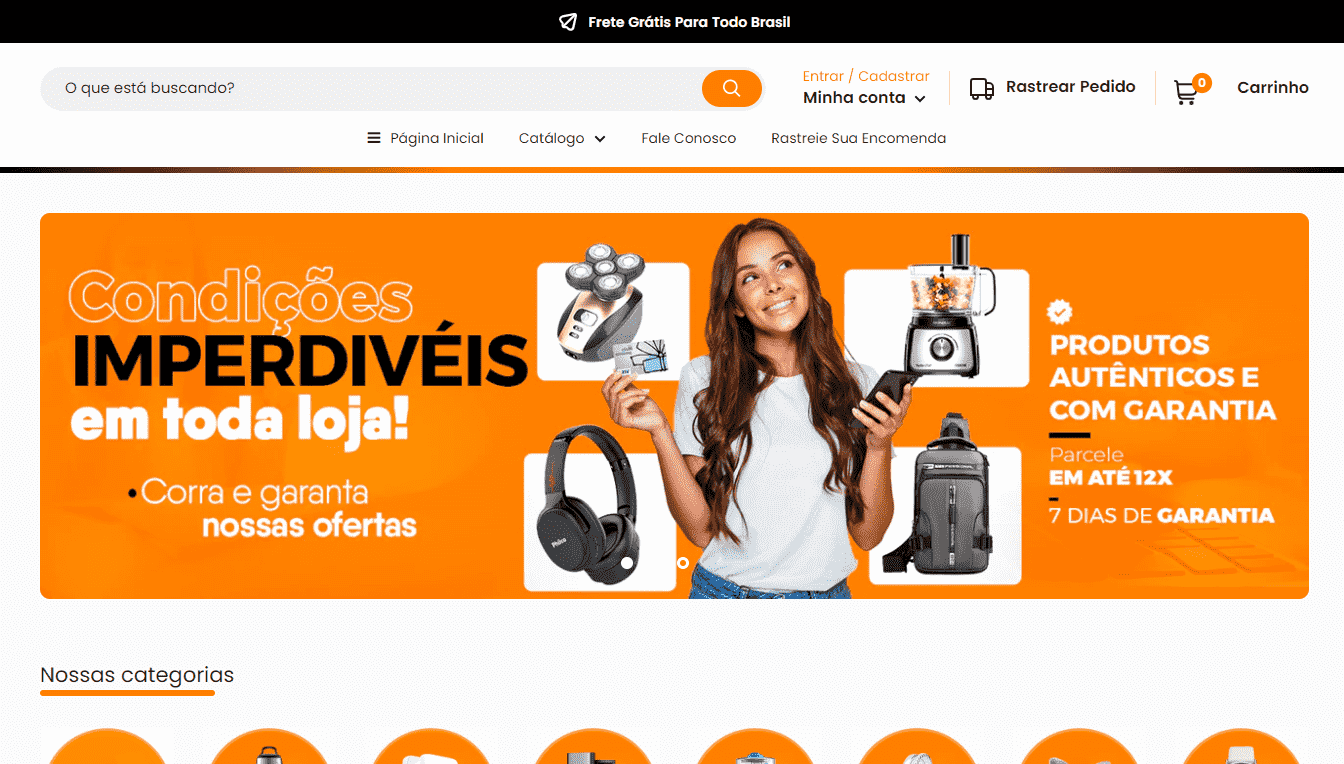 Frete Grátis Para Todo Brasil
O que está buscando?
Entrar / Cadastrar
Minha conta
Rastrear Pedido
0
Carrinho
Página Inicial
Catálogo
Fale Conosco
Rastreie Sua Encomenda
Condições
IMPERDIVÉIS
em toda loja!
•Corra e garanta
nossas ofertas
Philco
PRODUTOS
AUTÊNTICOS E
COM GARANTIA
Parcele
EM ATÉ 12X
7 DIAS DE GARANTIA
Nossas categorias